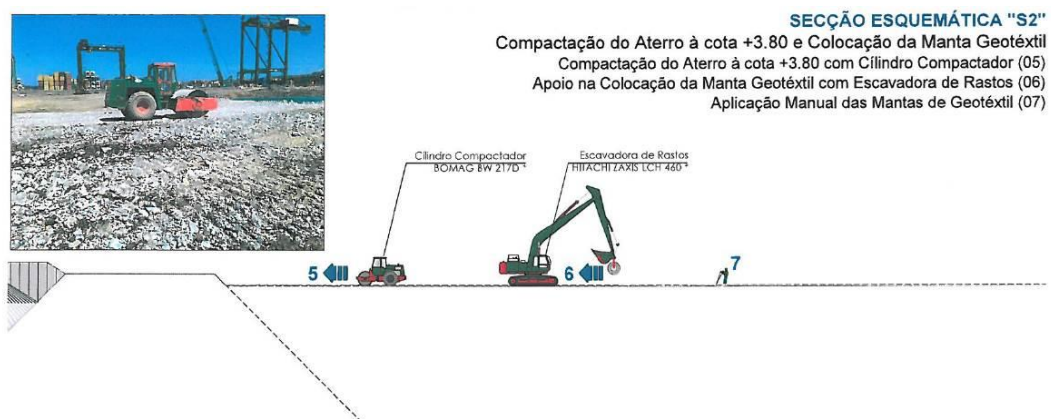 SECÇÃO ESQUEMÁTICA "S2"
Compactação do Aterro à cota +3.80 e Colocação da Manta Geotéxtil
Compactação do Aterro à cota +3.80 com Cílindro Compactador (05)
Apoio na Colocação da Manta Geotéxtil com Escavadora de Rastos (06)
Aplicação Manual das Mantas de Geotéxtil (07)
Cílindro Compactador
BOMAG BW 217D
Escavadora de Rastos
HITACHI ZAXIS LCH 460
5
6
7